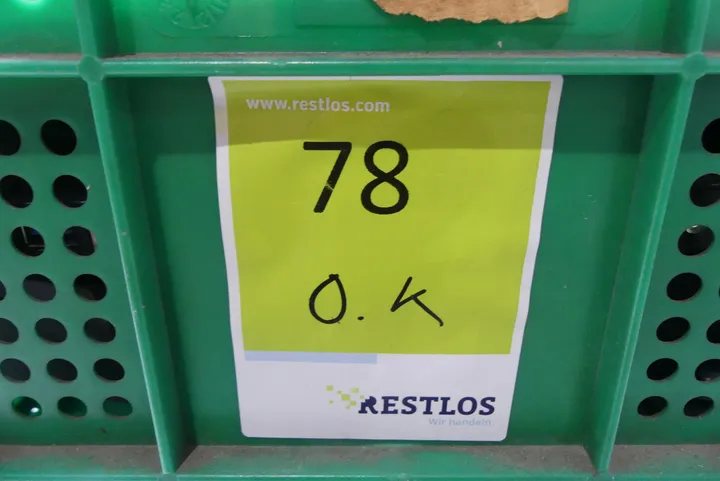 www.restlos.com
78
O.K
RESTLOS
Wir handeln.